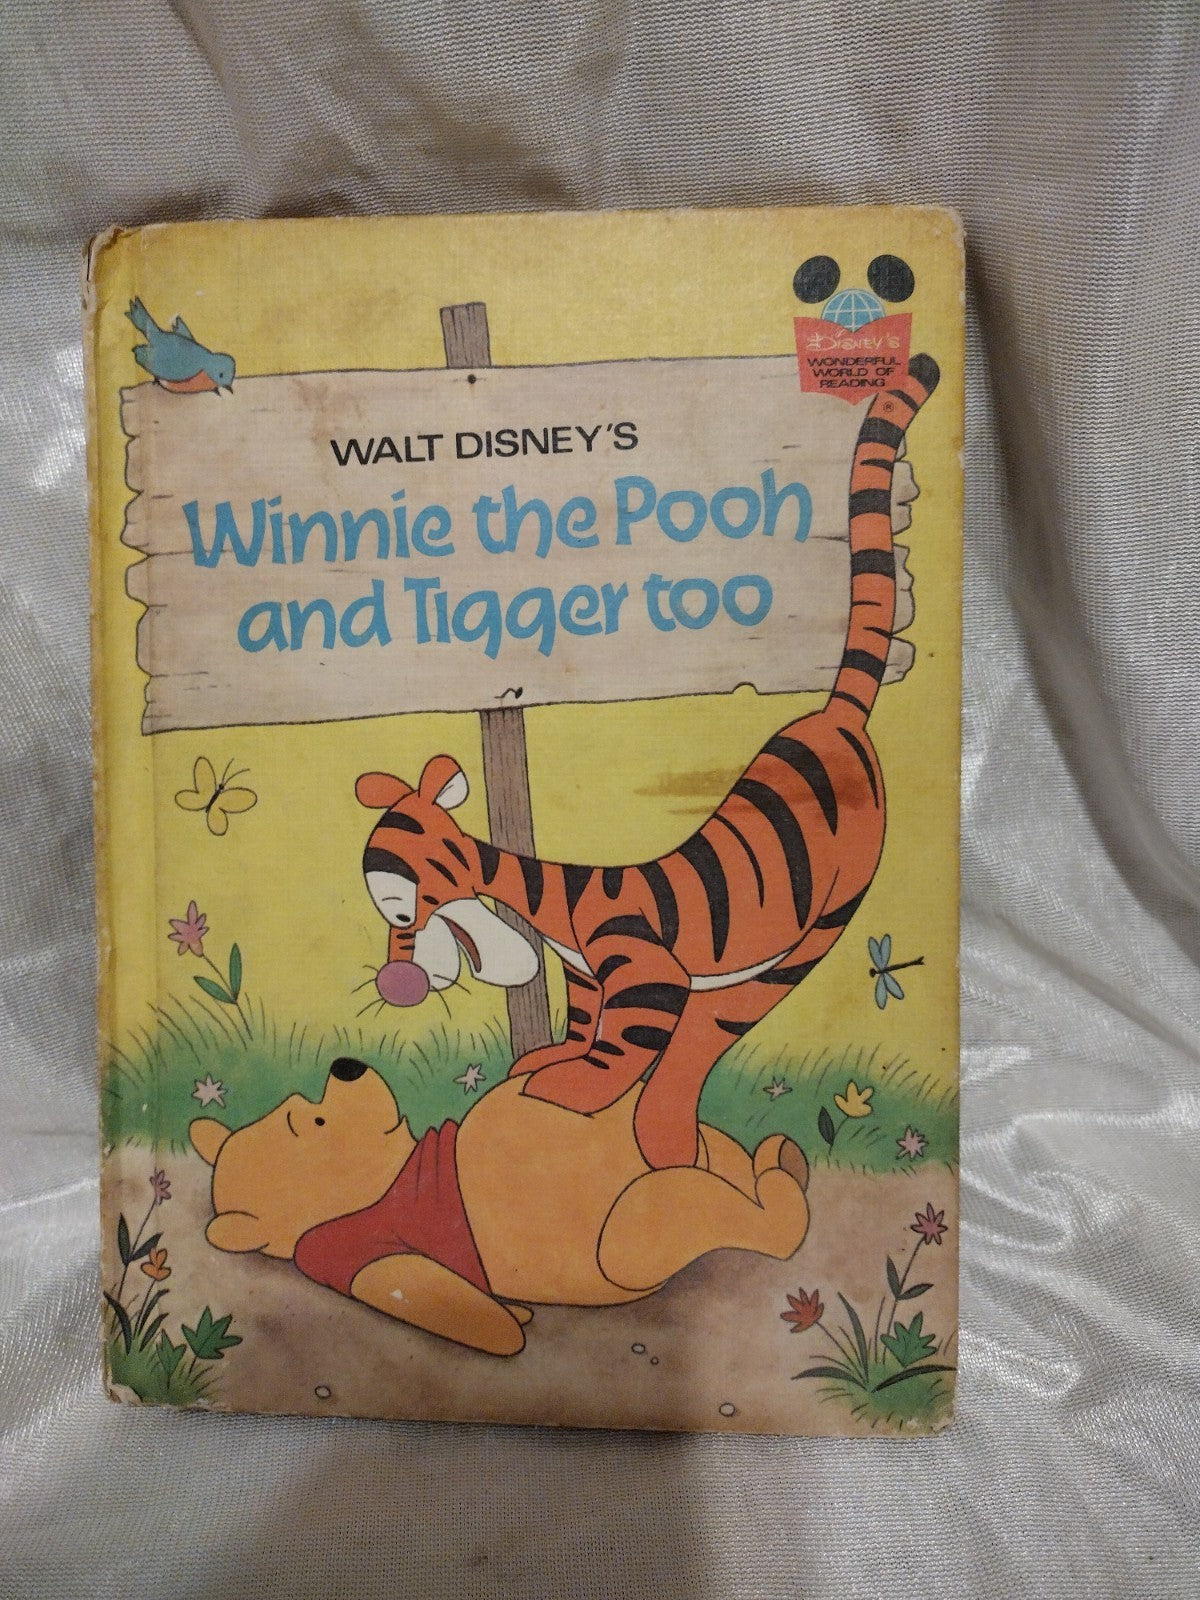 Disney's
WONDERFUL
WORLD OF
READING
®
WALT DISNEY'S
Winnie the Pooh
and Tigger too